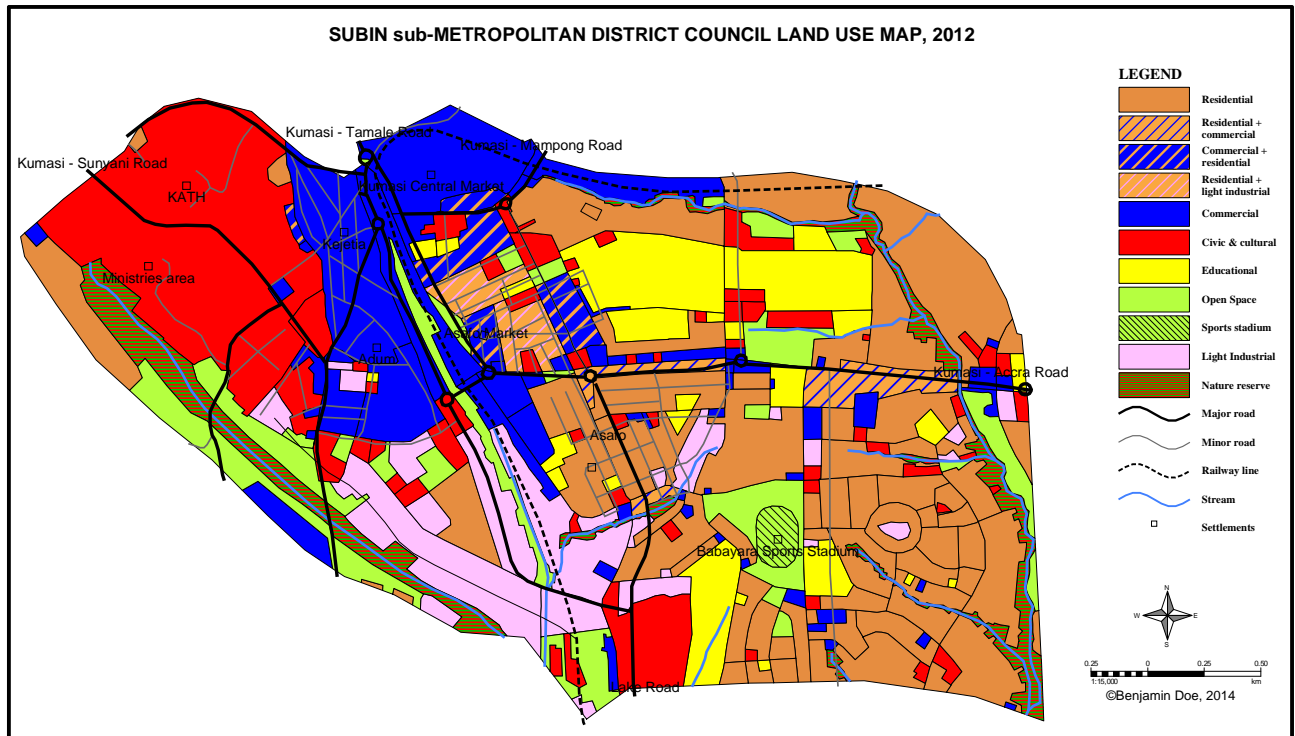 SUBIN sub-METROPOLITAN DISTRICT COUNCIL LAND USE MAP, 2012
Kumasi - Tamale Road
Kumasi - Mampong Road
Kumasi - Sunyani Road
KATH
Kumasi Central Market
Kejetia
Ministries area
Asafo Market
Adum
Kumasi - Accra Road
Asafo
Babayara Sports Stadium
Lake Road
LEGEND
Residential
Residential +
commercial
Commercial +
residential
Residential +
light industrial
Commercial
Civic & cultural
Educational
Open Space
Sports stadium
Light Industrial
Nature reserve
Major road
Minor road
Railway line
Stream
Settlements
N
W
E
S
0.25
0
0.25
0.50
1:15,000
km
©Benjamin Doe, 2014